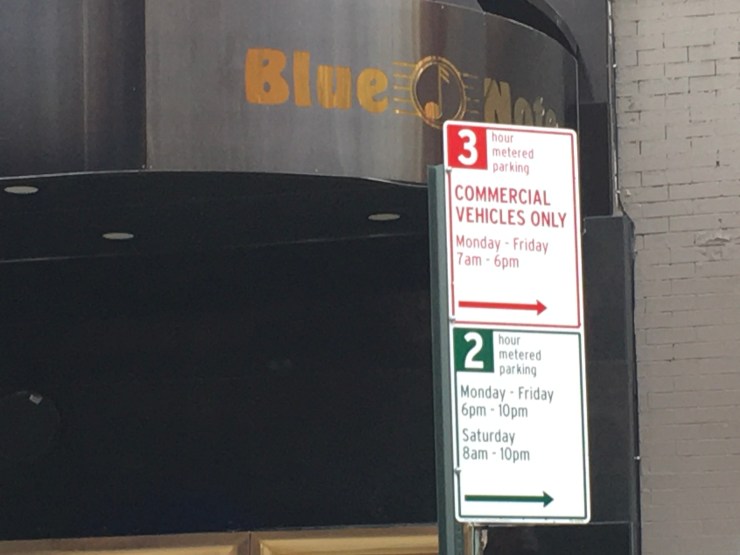 Blue Note
3 hour
metered
parking
COMMERCIAL
VEHICLES ONLY
Monday - Friday
7am - 6pm
2 hour
metered
parking
Monday - Friday
6pm - 10pm
Saturday
8am - 10pm